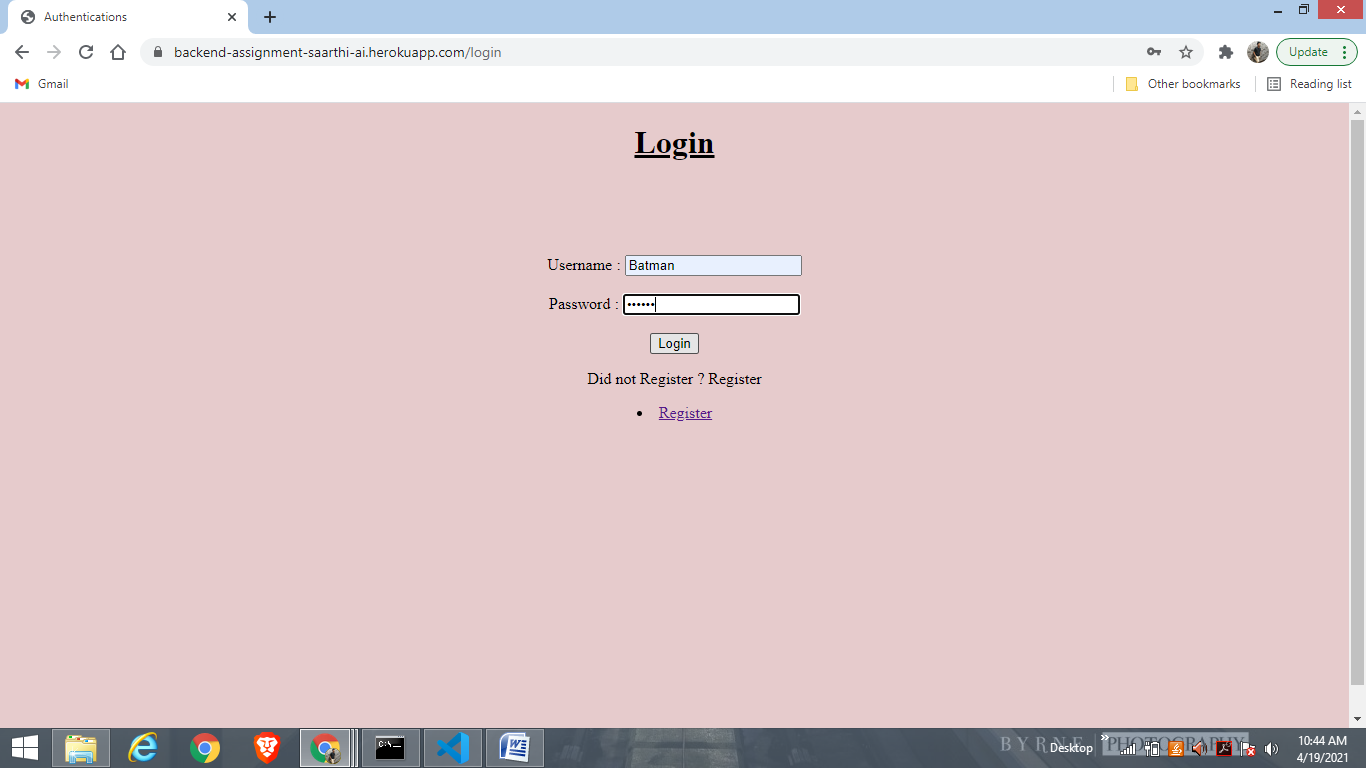 Authentications
backend-assignment-saarthi-ai.herokuapp.com/login
Update
Gmail
Other bookmarks
Reading list
Login
Username : Batman
Password : ••••••
Login
Did not Register ? Register
• Register
BYRNE PHOTOGRAPHY
Desktop
10:44 AM
4/19/2021